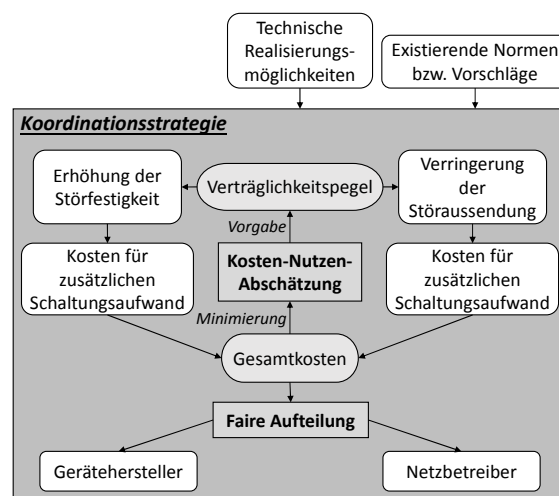 Technische
Realisierungs-
möglichkeiten
Existierende Normen
bzw. Vorschläge
Koordinationsstrategie
Erhöhung der
Störfestigkeit
Verträglichkeitspegel
Verringerung
der
Störaussendung
Vorgabe
Kosten für
zusätzlichen
Schaltungsaufwand
Kosten-Nutzen-
Abschätzung
Kosten für
zusätzlichen
Schaltungsaufwand
Minimierung
Gesamtkosten
Faire Aufteilung
Gerätehersteller
Netzbetreiber